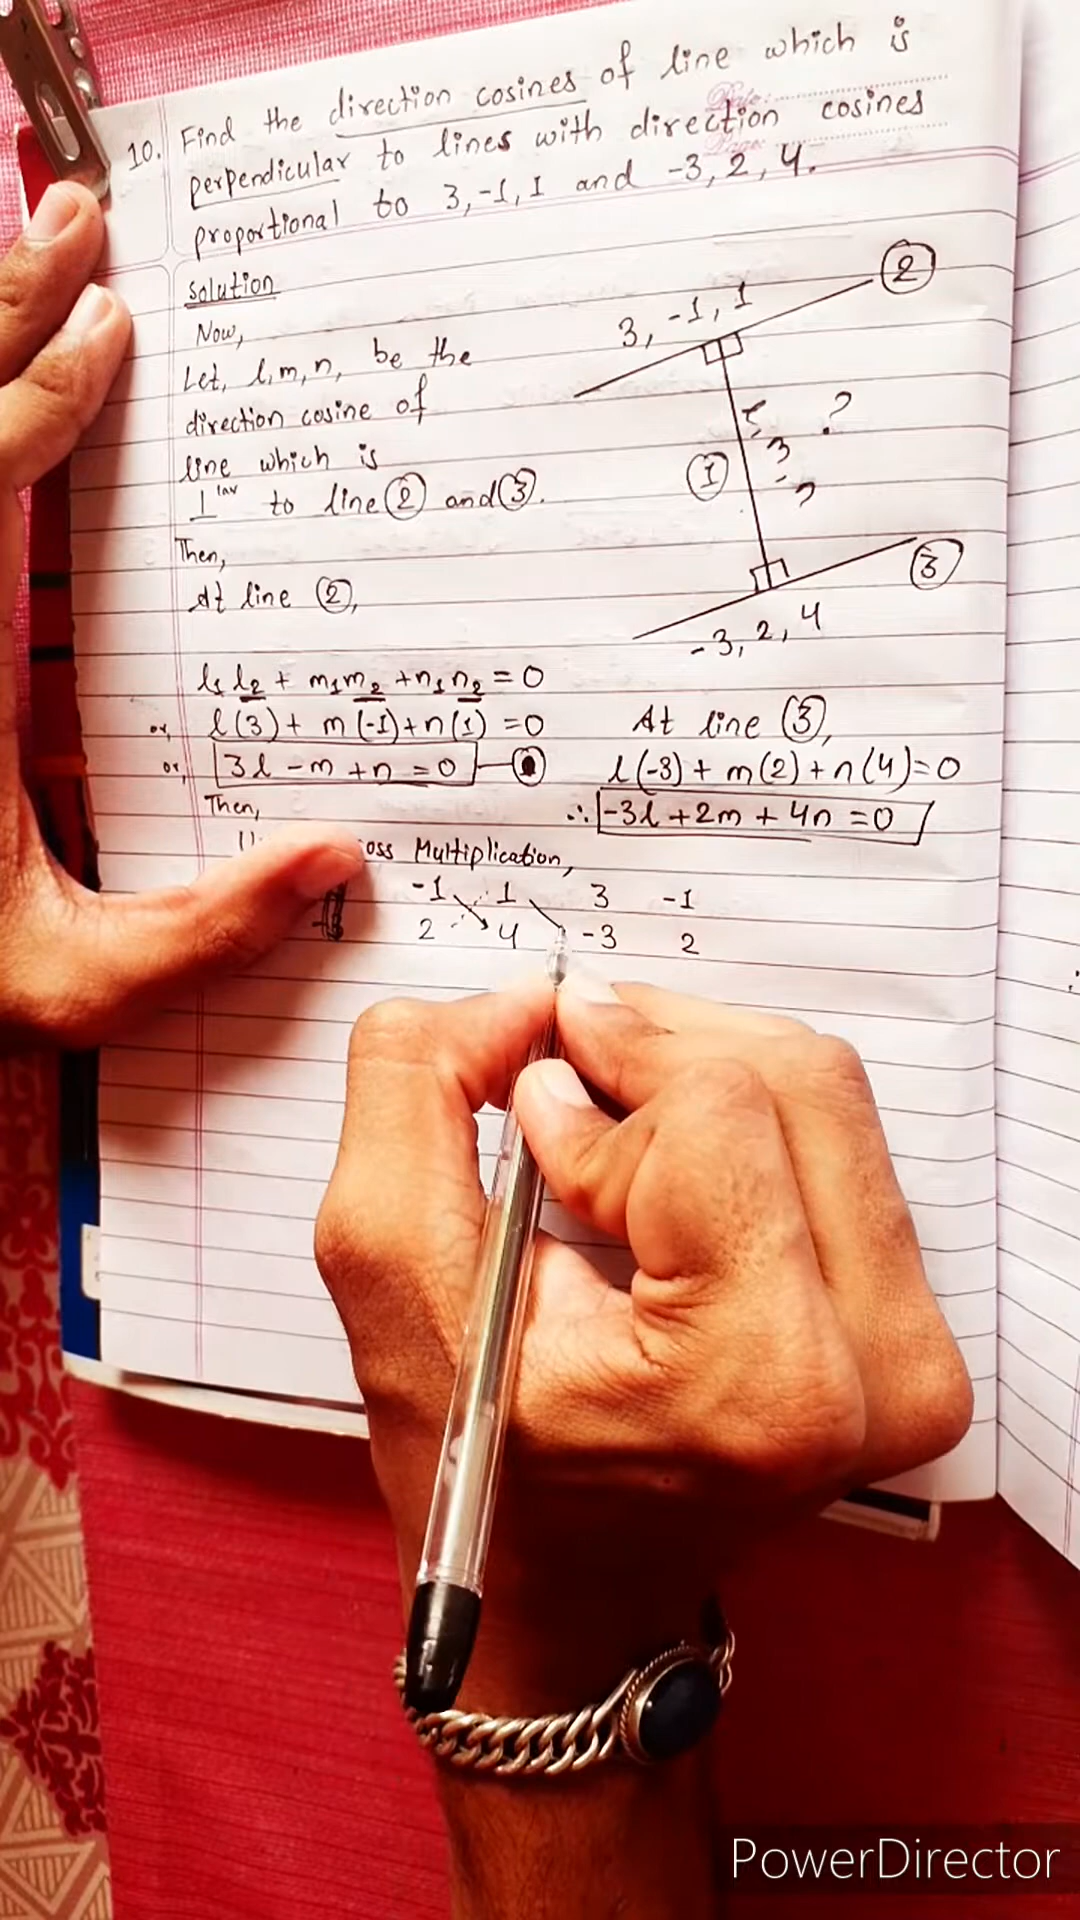 10. Find the direction cosines of line which is
perpendicular to lines with direction cosines
proportional to 3, -1, 1 and -3, 2, 4.
solution
Now,
Let, l, m, n, be the
direction cosine of
line which is
⊥lar to line ② and ③.
Then,
At line ②,
3, -1, 1
②
?
①
③
-3, 2, 4
l1 l2 + m1m2 + n1 n2 = 0
or, l(3) + m(-1) + n(1) = 0
or, 3l - m + n = 0
At line ③,
l(-3) + m(2) + n(4) = 0
∴ -3l + 2m + 4n = 0
Then,
Multiplication,
-1 1 3 -1
2 4 -3 2
PowerDirector